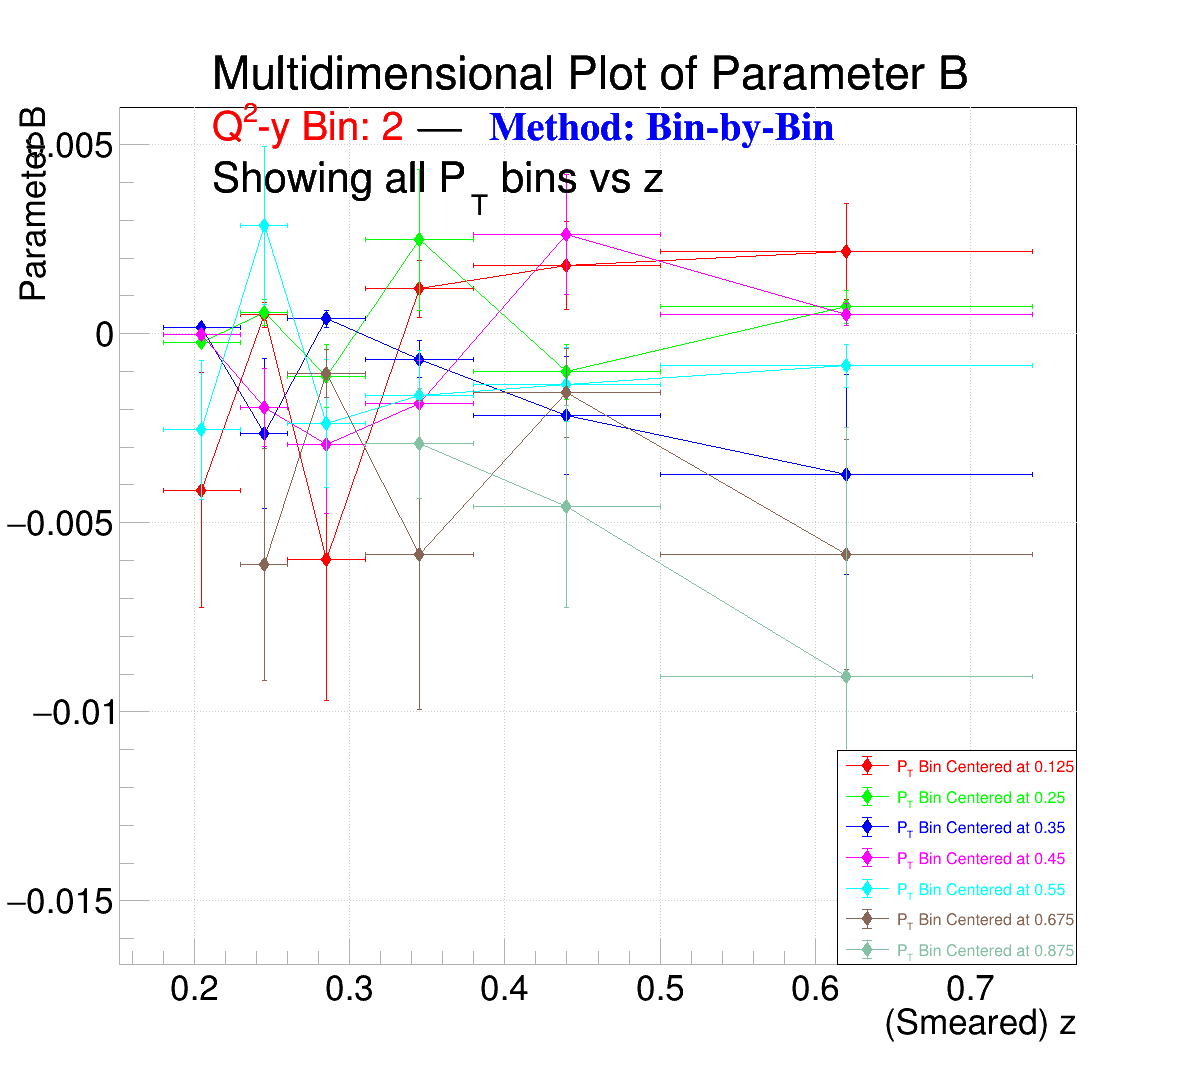 Multidimensional Plot of Parameter B
Q2-y Bin: 2 — Method: Bin-by-Bin
Showing all PT bins vs z
Parameter B
0.005
0
−0.005
−0.01
−0.015
PT Bin Centered at 0.125
PT Bin Centered at 0.25
PT Bin Centered at 0.35
PT Bin Centered at 0.45
PT Bin Centered at 0.55
PT Bin Centered at 0.675
PT Bin Centered at 0.875
0.2 0.3 0.4 0.5 0.6 0.7
(Smeared) z